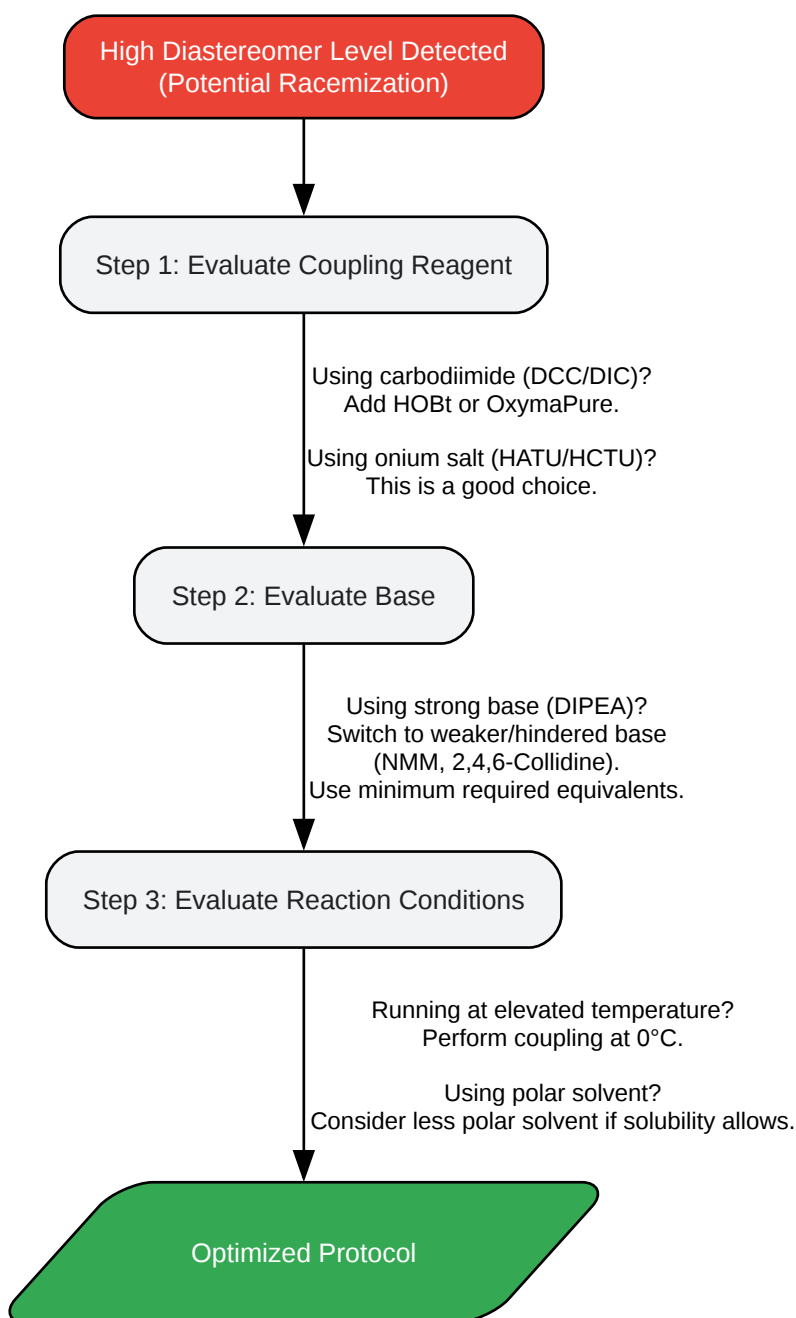 High Diastereomer Level Detected
(Potential Racemization)
Step 1: Evaluate Coupling Reagent
Using carbodiimide (DCC/DIC)?
Add HOBt or OxymaPure.
Using onium salt (HATU/HCTU)?
This is a good choice.
Step 2: Evaluate Base
Using strong base (DIPEA)?
Switch to weaker/hindered base
(NMM, 2,4,6-Collidine).
Use minimum required equivalents.
Step 3: Evaluate Reaction Conditions
Running at elevated temperature?
Perform coupling at 0°C.
Using polar solvent?
Consider less polar solvent if solubility allows.
Optimized Protocol